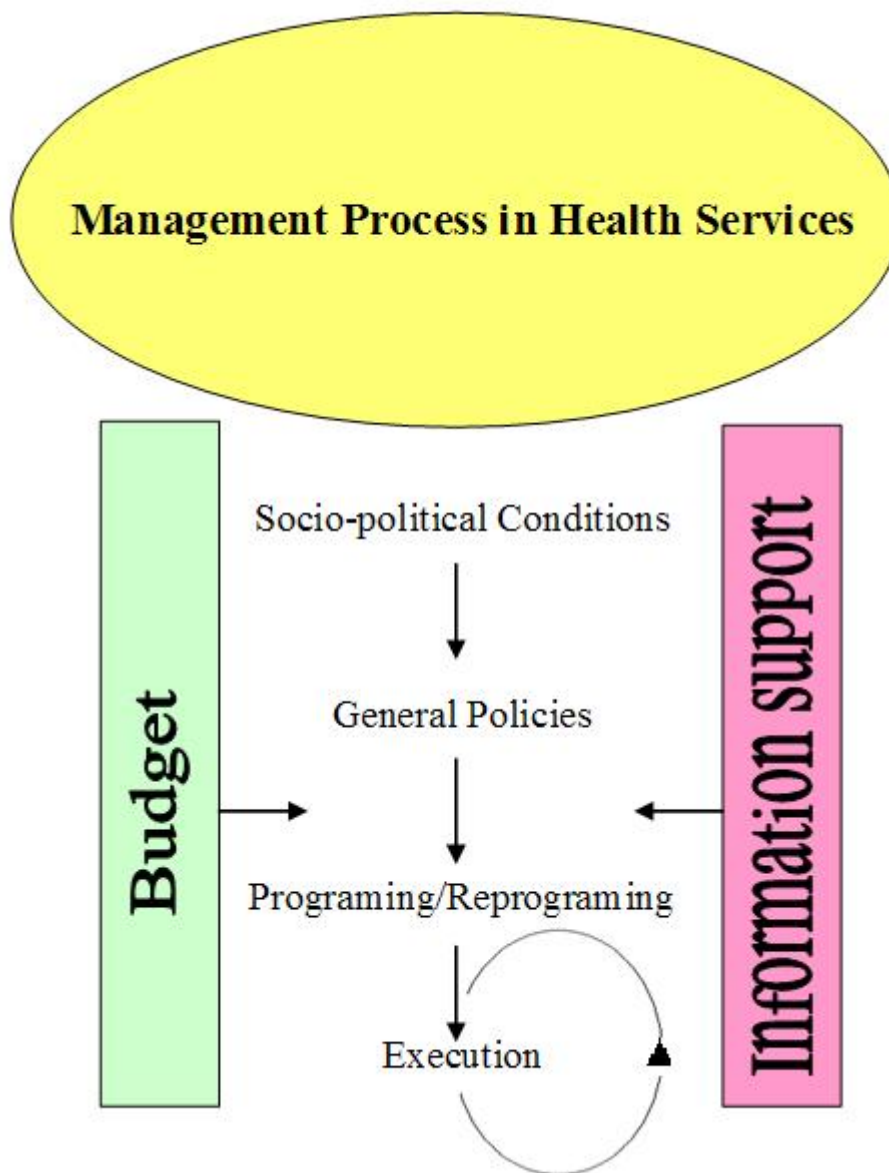 Management Process in Health Services
Socio-political Conditions
General Policies
Programing/Reprograming
Execution
Budget
Information support